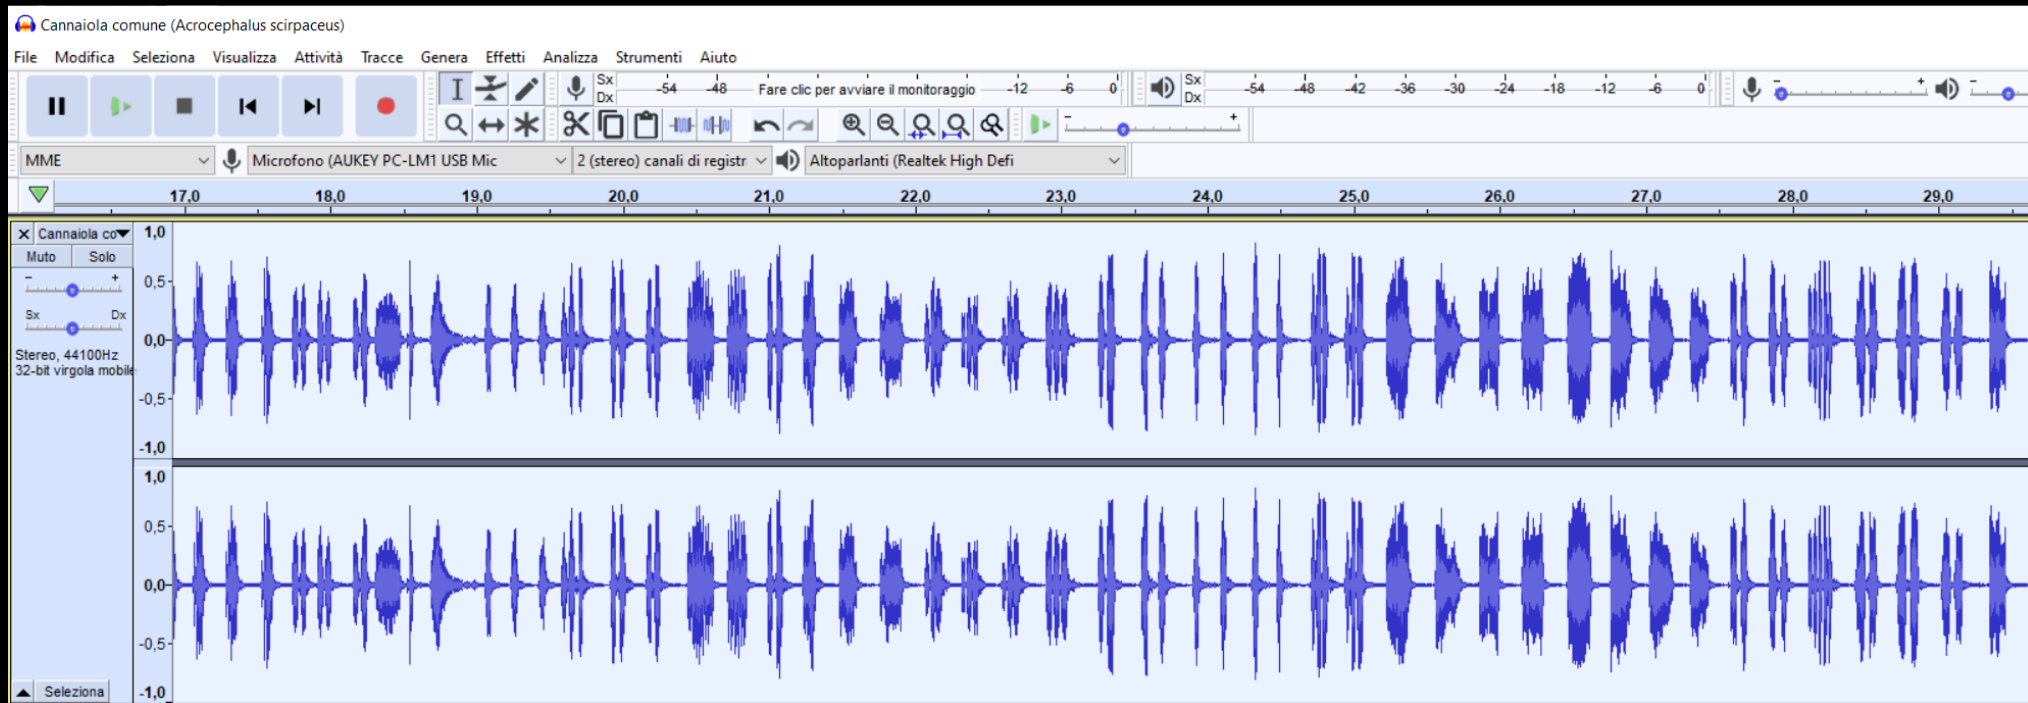 Cannaiola comune (Acrocephalus scirpaceus)
File Modifica Seleziona Visualizza Attività Tracce Genera Effetti Analizza Strumenti Aiuto
Sx -54 -48 Fare clic per avviare il monitoraggio -12 -6 0 Sx -54 -48 -42 -36 -30 -24 -18 -12 -6 0 - + -
Dx Dx
- +
MME Microfono (AUKEY PC-LM1 USB Mic 2 (stereo) canali di registr Altoparlanti (Realtek High Defi
17,0 18,0 19,0 20,0 21,0 22,0 23,0 24,0 25,0 26,0 27,0 28,0 29,0
Cannaiola co 1,0
Muto Solo
- + 0,5
Sx Dx
0,0
Stereo, 44100Hz
32-bit virgola mobile
-0,5
-1,0
1,0
0,5
0,0
-0,5
Seleziona -1,0